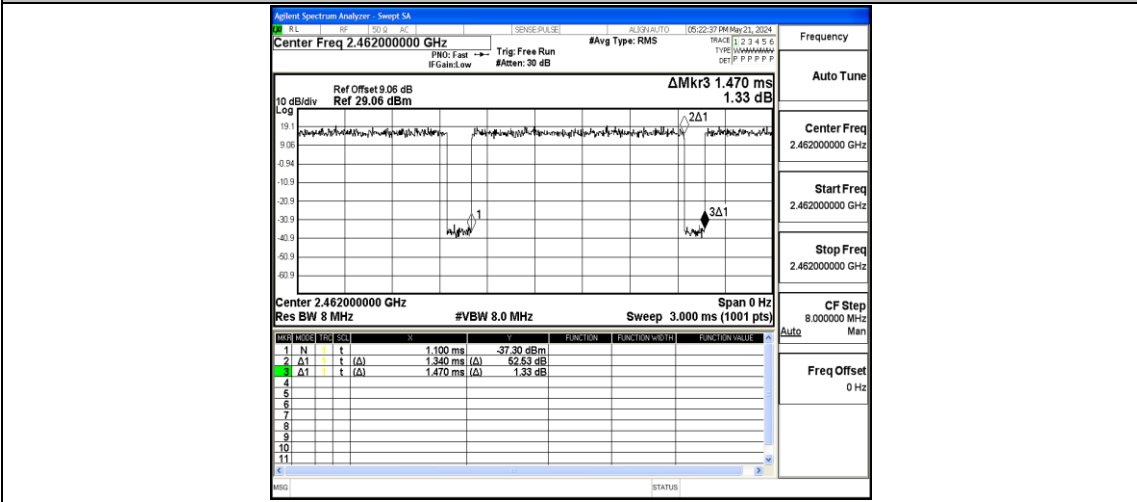 Agilent Spectrum Analyzer - Swept SA
RL RF 50 Ω AC SENSE:PULSE ALIGN AUTO 05:22:37 PM May 21, 2024
Center Freq 2.462000000 GHz
PNO: Fast
IFGain:Low
Trig: Free Run
#Atten: 30 dB
#Avg Type: RMS
TRACE 1 2 3 4 5 6
TYPE
DET P P P P P P
Ref Offset 9.06 dB
10 dB/div Ref 29.06 dBm
Log
ΔMkr3 1.470 ms
1.33 dB
19.1
9.06
-0.94
-10.9
-20.9
-30.9
-40.9
-50.9
-60.9
2Δ1
1
3Δ1
Center 2.462000000 GHz Span 0 Hz
Res BW 8 MHz #VBW 8.0 MHz Sweep 3.000 ms (1001 pts)
MKR MODE TRC SCL X Y FUNCTION FUNCTION WIDTH FUNCTION VALUE
1 N 1 t 1.100 ms -37.30 dBm
2 Δ1 1 t (Δ) 1.340 ms (Δ) 52.53 dB
3 Δ1 1 t (Δ) 1.470 ms (Δ) 1.33 dB
4
5
6
7
8
9
10
11
MSG STATUS
Frequency
Auto Tune
Center Freq
2.462000000 GHz
Start Freq
2.462000000 GHz
Stop Freq
2.462000000 GHz
CF Step
8.000000 MHz
Auto Man
Freq Offset
0 Hz